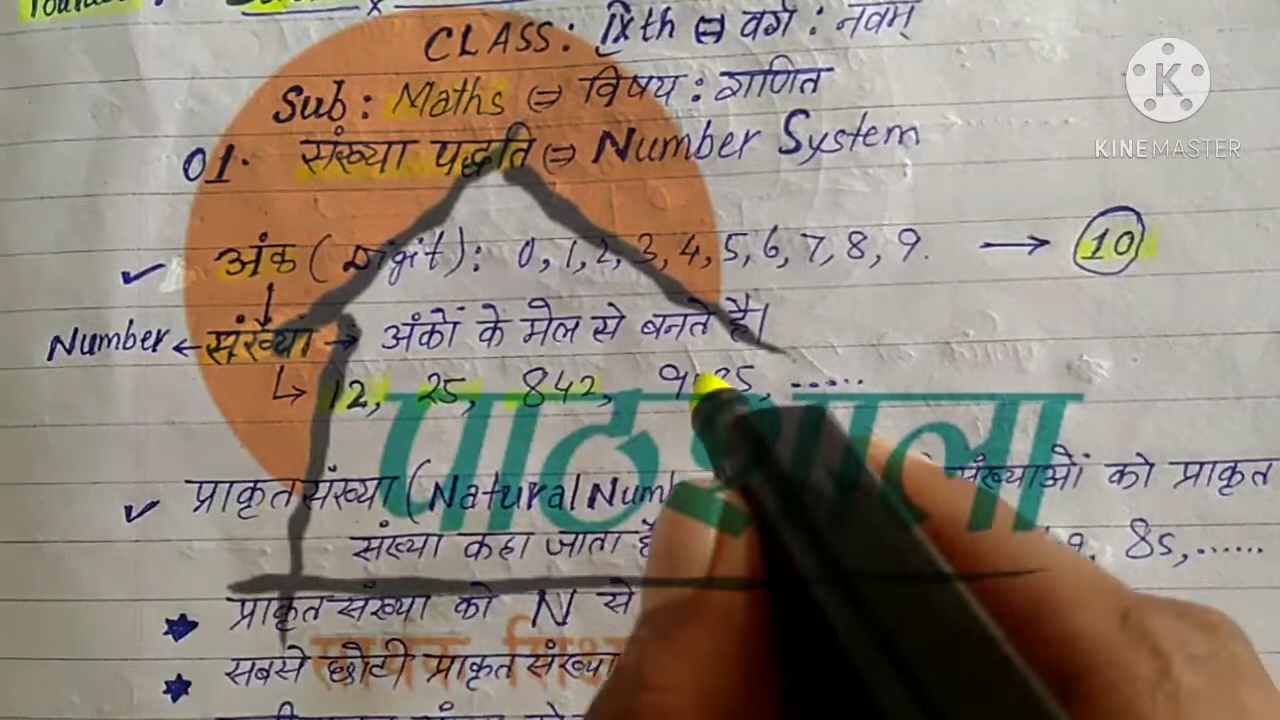 CLASS: IXth ⇒ वर्ग : नवम्
KINEMASTER
Sub: Maths ⇒ विषय : गणित
01. संख्या पद्धति ⇒ Number System
अंक (Digit): 0, 1, 2, 3, 4, 5, 6, 7, 8, 9. → 10
Number ← संख्या → अंकों के मेल से बनते है।
12, 25, 842,
पाठशाला
प्राकृत संख्या (Natural संख्याओं को प्राकृत
संख्या कहा जाता 85, ......
प्राकृत संख्या को N से
सबसे छोटी प्राकृत संख्या